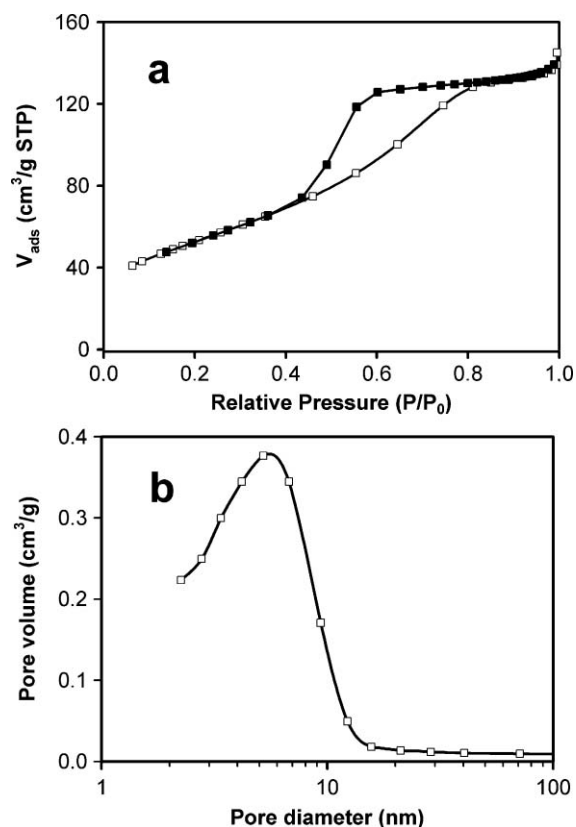 160
120
80
40
0
a
V_ads (cm³/g STP)
0.0 0.2 0.4 0.6 0.8 1.0
Relative Pressure (P/P₀)
0.4
0.3
0.2
0.1
0.0
b
Pore volume (cm³/g)
1 10 100
Pore diameter (nm)